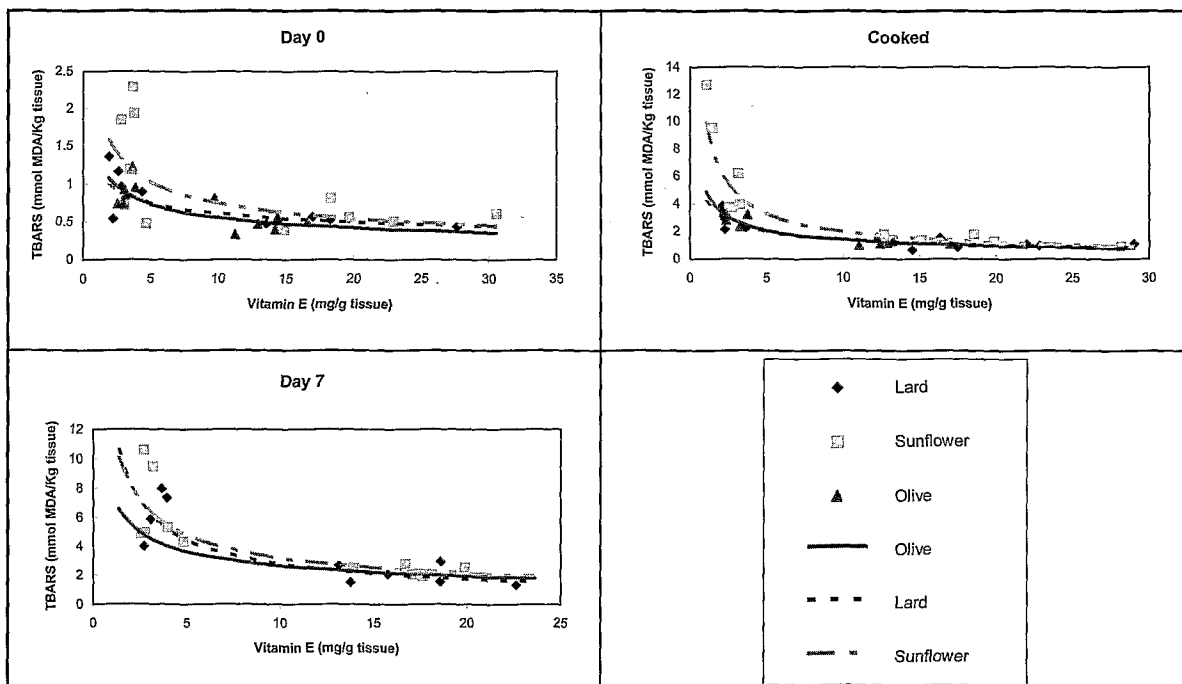 Day 0
TBARS (mmol MDA/Kg tissue)
2.5
2
1.5
1
0.5
0
0 5 10 15 20 25 30 35
Vitamin E (mg/g tissue)
Cooked
TBARS (mmol MDA/Kg tissue)
14
12
10
8
6
4
2
0
0 5 10 15 20 25 30
Vitamin E (mg/g tissue)
Day 7
TBARS (mmol MDA/Kg tissue)
12
10
8
6
4
2
0
0 5 10 15 20 25
Vitamin E (mg/g tissue)
Lard
Sunflower
Olive
Olive
Lard
Sunflower